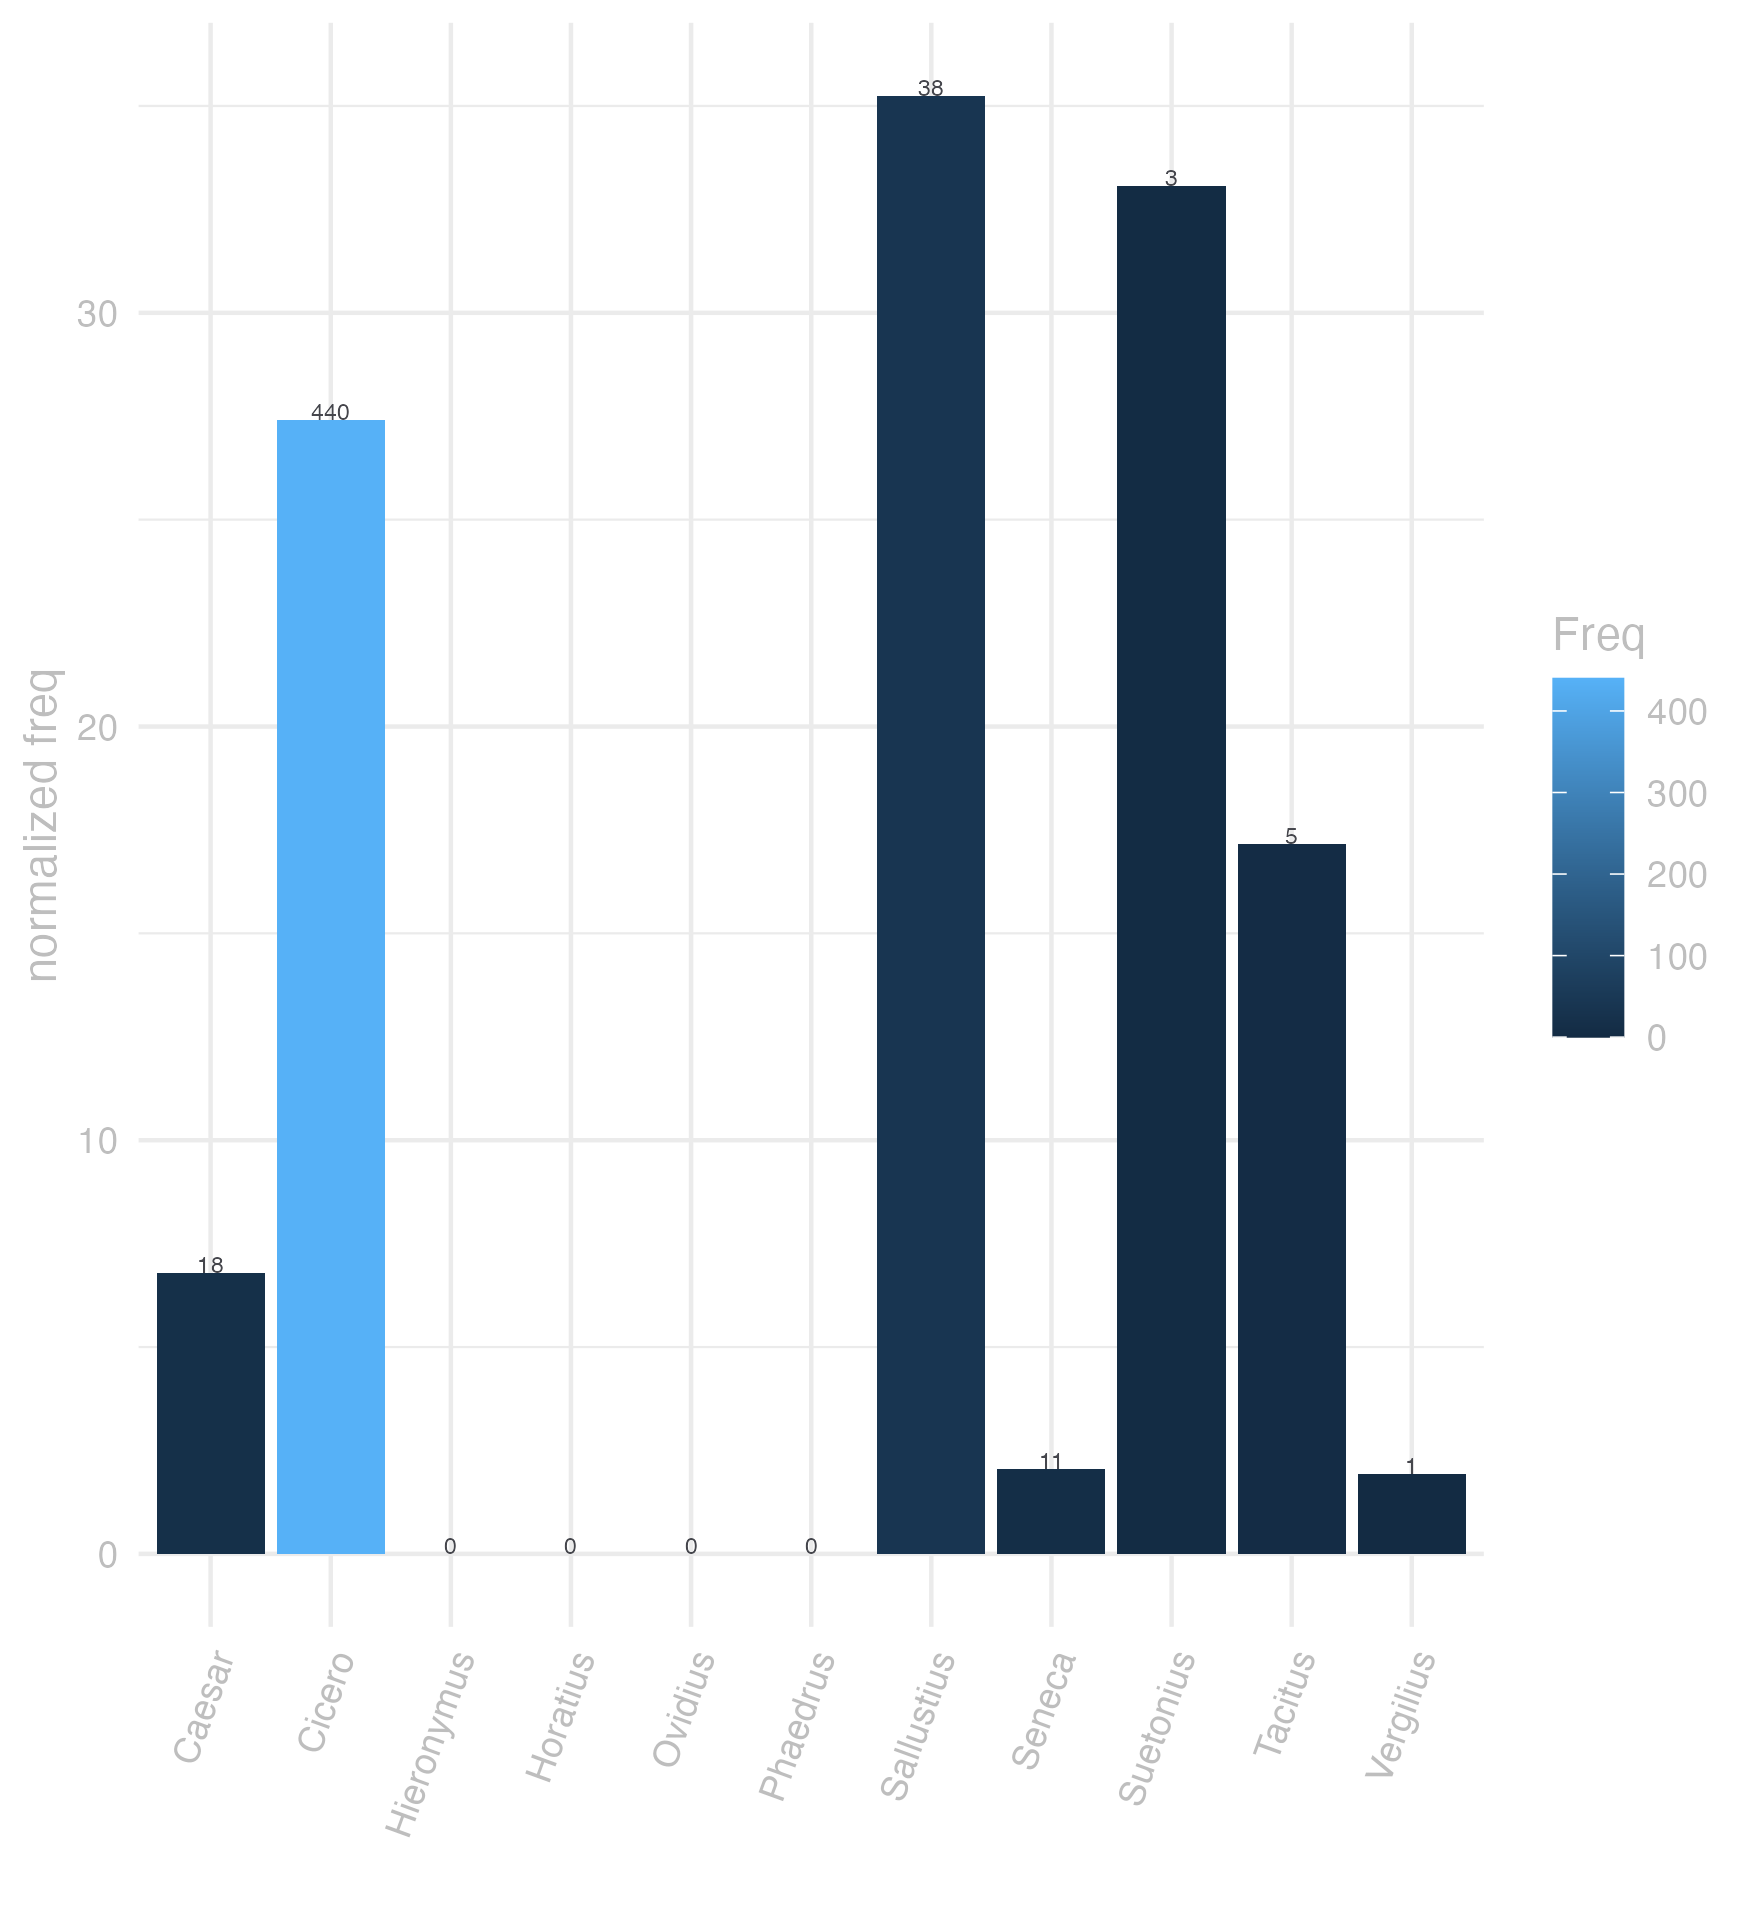 normalized freq
30
20
10
0
18
440
0
0
0
0
38
11
3
5
1
Caesar
Cicero
Hieronymus
Horatius
Ovidius
Phaedrus
Sallustius
Seneca
Suetonius
Tacitus
Vergilius
Freq
400
300
200
100
0